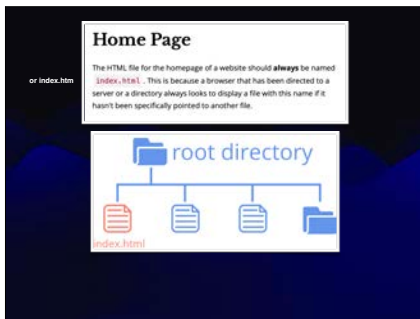 Home Page
The HTML file for the homepage of a website should always be named
or index.htm
index.html . This is because a browser that has been directed to a
server or a directory always looks to display a file with this name if it
hasn't been specifically pointed to another file.
root directory
index.html